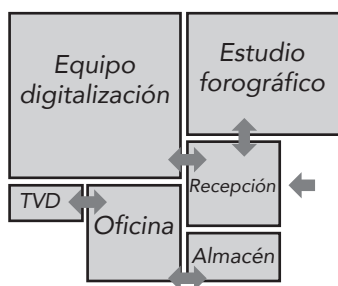 Equipo
digitalización
Estudio
forográfico
Recepción
TVD
Oficina
Almacén